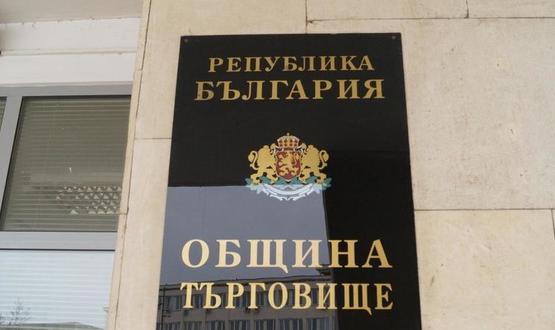 РЕПУБЛИКА
БЪЛГАРИЯ
ОБЩИНА
ТЪРГОВИЩЕ